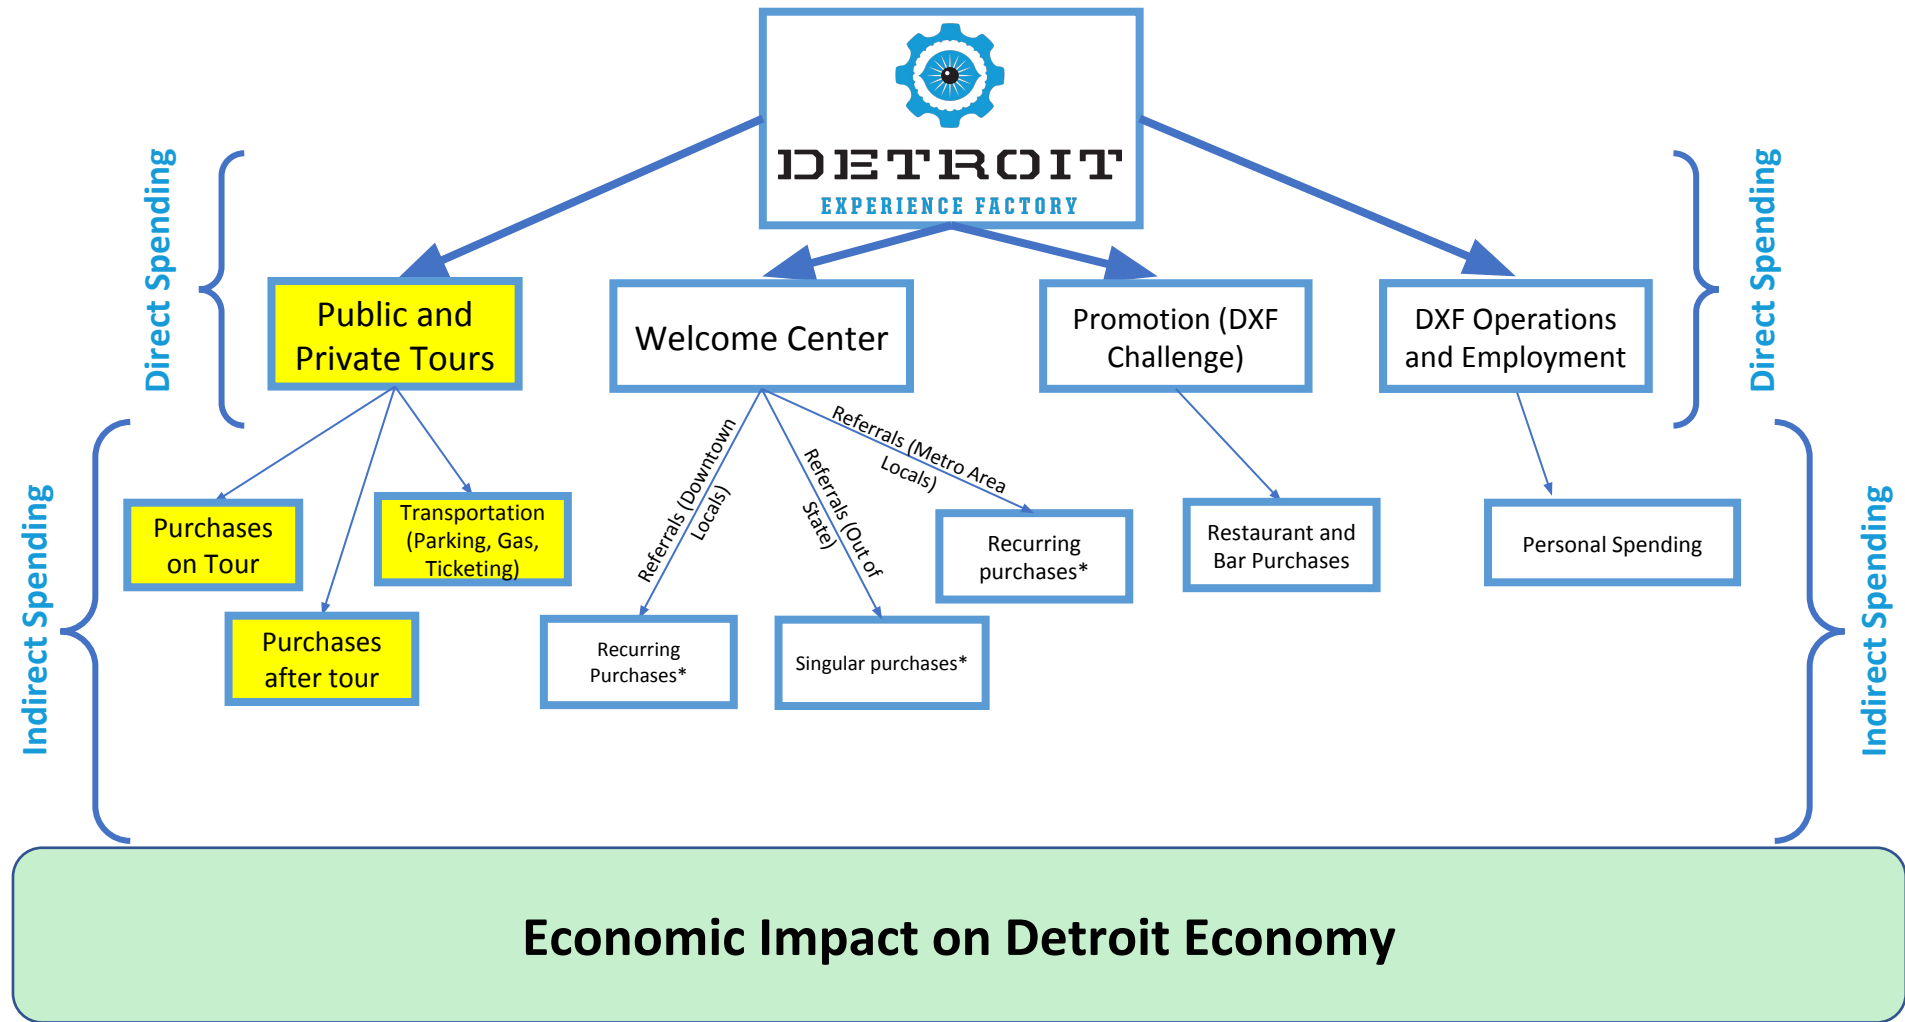 DETROIT
EXPERIENCE FACTORY
Direct Spending
Direct Spending
Public and
Private Tours
Welcome Center
Promotion (DXF
Challenge)
DXF Operations
and Employment
Indirect Spending
Indirect Spending
Purchases
on Tour
Transportation
(Parking, Gas,
Ticketing)
Purchases
after tour
Referrals (Downtown
Locals)
Referrals (Out of
State)
Referrals (Metro Area
Locals)
Recurring
Purchases*
Singular purchases*
Recurring
purchases*
Restaurant and
Bar Purchases
Personal Spending
Economic Impact on Detroit Economy